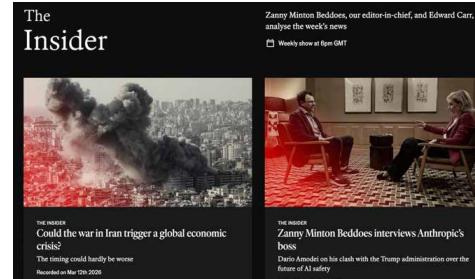 The
Insider
Zanny Minton Beddoes, our editor-in-chief, and Edward Carr,
analyse the week's news
Weekly show at 6pm GMT
THE INSIDER
Could the war in Iran trigger a global economic
crisis?
The timing could hardly be worse
Recorded on Mar 12th 2026
THE INSIDER
Zanny Minton Beddoes interviews Anthropic's
boss
Dario Amodei on his clash with the Trump administration over the
future of AI safety